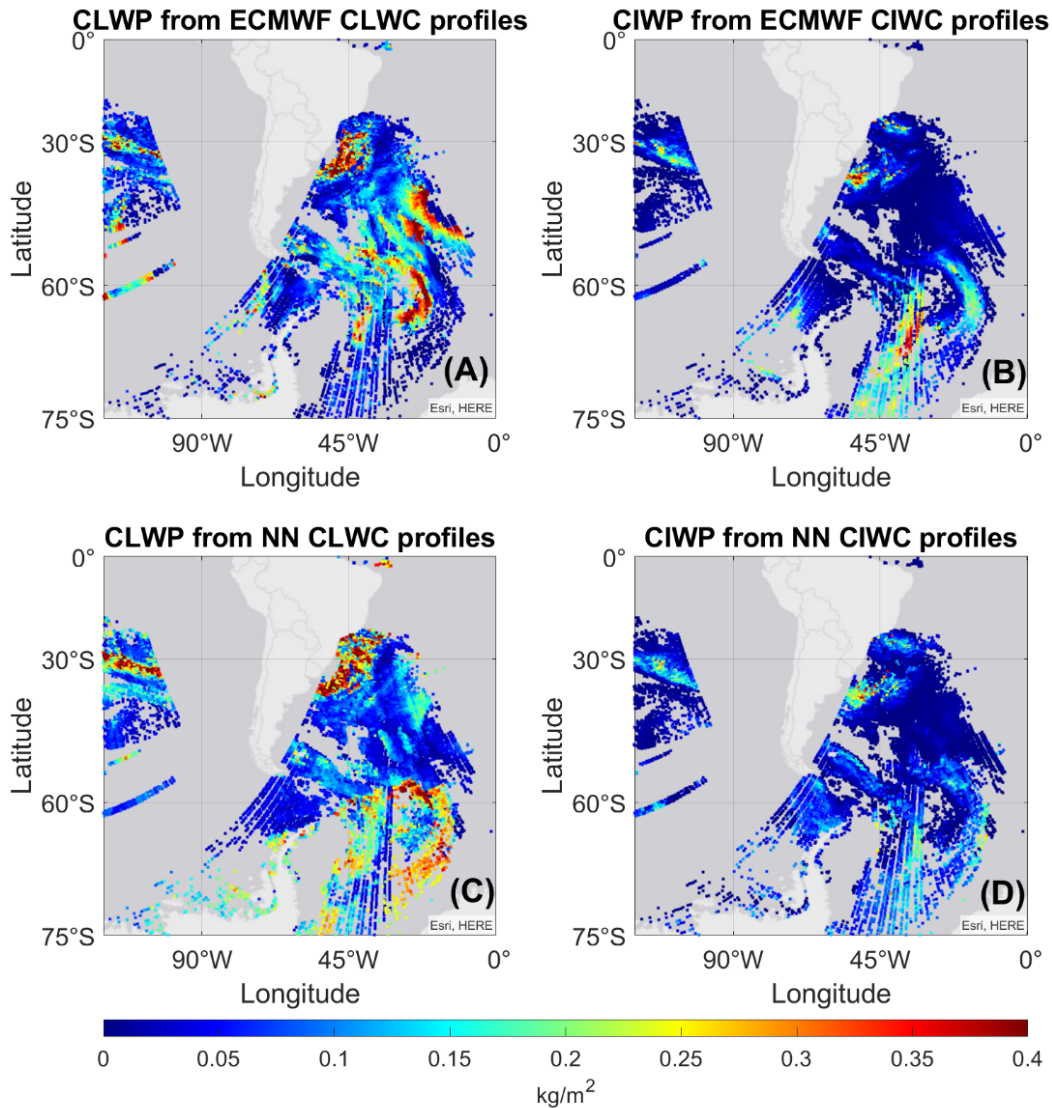 CLWP from ECMWF CLWC profiles
0°
30°S
60°S
75°S
Latitude
90°W
45°W
0°
Longitude
(A)
Esri, HERE
CIWP from ECMWF CIWC profiles
0°
30°S
60°S
75°S
Latitude
90°W
45°W
0°
Longitude
(B)
Esri, HERE
CLWP from NN CLWC profiles
0°
30°S
60°S
75°S
Latitude
90°W
45°W
0°
Longitude
(C)
Esri, HERE
CIWP from NN CIWC profiles
0°
30°S
60°S
75°S
Latitude
90°W
45°W
0°
Longitude
(D)
Esri, HERE
0 0.05 0.1 0.15 0.2 0.25 0.3 0.35 0.4
kg/m²